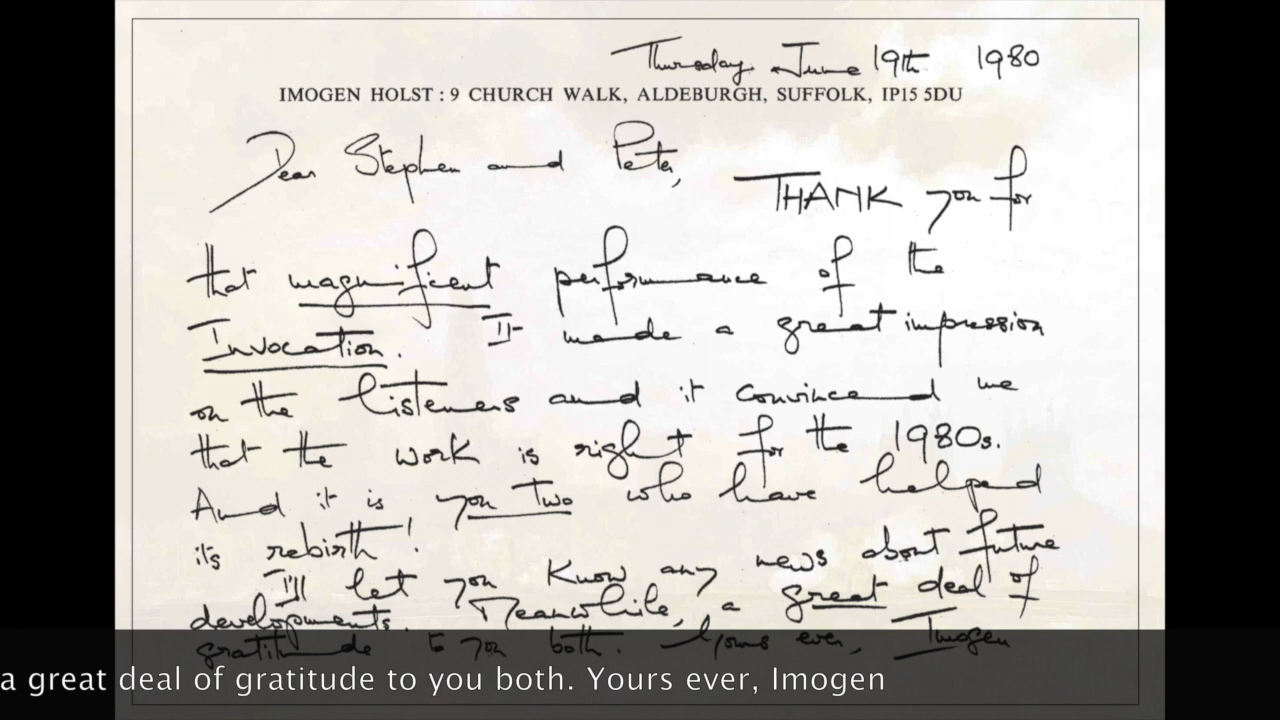 Thursday June 19th 1980
IMOGEN HOLST : 9 CHURCH WALK, ALDEBURGH, SUFFOLK, IP15 5DU
Dear Stephen and Peter,
THANK you for
that magnificent performance of the
Invocation. It made a great impression
on the listeners and it convinced me
that the work is right for the 1980s.
And it is you two who have helped
its rebirth!
I'll let you know any news about future
developments. Meanwhile, a great deal of
gratitude to you both. Yours ever, Imogen
a great deal of gratitude to you both. Yours ever, Imogen